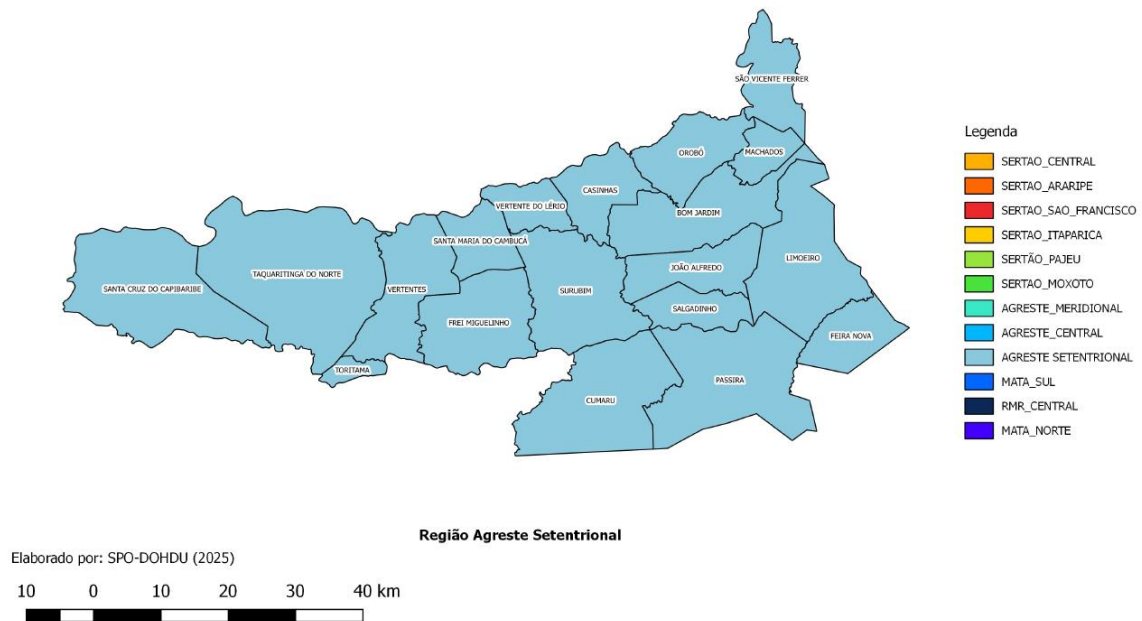 SÃO VICENTE FERRER
OROBÓ
MACHADOS
CASINHAS
VERTENTE DO LÉRIO
BOM JARDIM
SANTA MARIA DO CAMBUCÁ
LIMOEIRO
JOÃO ALFREDO
TAQUARITINGA DO NORTE
SANTA CRUZ DO CAPIBARIBE
VERTENTES
SURUBIM
SALGADINHO
FREI MIGUELINHO
FEIRA NOVA
TORITAMA
PASSIRA
CUMARU
Legenda
SERTAO_CENTRAL
SERTAO_ARARIPE
SERTAO_SAO_FRANCISCO
SERTAO_ITAPARICA
SERTÃO_PAJEU
SERTAO_MOXOTO
AGRESTE_MERIDIONAL
AGRESTE_CENTRAL
AGRESTE SETENTRIONAL
MATA_SUL
RMR_CENTRAL
MATA_NORTE
Região Agreste Setentrional
Elaborado por: SPO-DOHDU (2025)
10 0 10 20 30 40 km